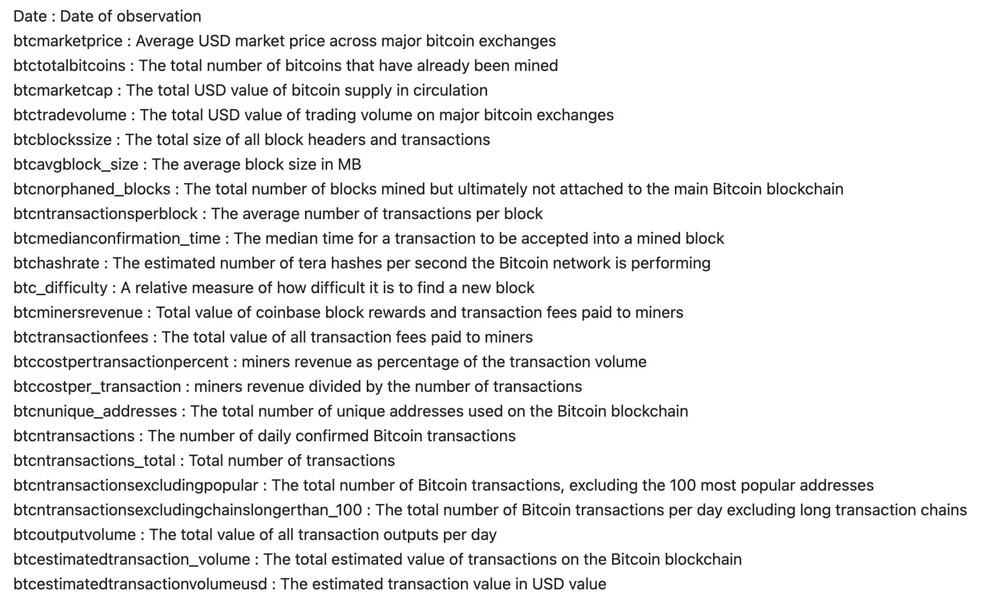 Date : Date of observation
btcmarketprice : Average USD market price across major bitcoin exchanges
btctotalbitcoins : The total number of bitcoins that have already been mined
btcmarketcap : The total USD value of bitcoin supply in circulation
btctradevolume : The total USD value of trading volume on major bitcoin exchanges
btcblockssize : The total size of all block headers and transactions
btcavgblock_size : The average block size in MB
btcnorphaned_blocks : The total number of blocks mined but ultimately not attached to the main Bitcoin blockchain
btcntransactionsperblock : The average number of transactions per block
btcmedianconfirmation_time : The median time for a transaction to be accepted into a mined block
btchashrate : The estimated number of tera hashes per second the Bitcoin network is performing
btc_difficulty : A relative measure of how difficult it is to find a new block
btcminersrevenue : Total value of coinbase block rewards and transaction fees paid to miners
btctransactionfees : The total value of all transaction fees paid to miners
btccostpertransactionpercent : miners revenue as percentage of the transaction volume
btccostper_transaction : miners revenue divided by the number of transactions
btcnunique_addresses : The total number of unique addresses used on the Bitcoin blockchain
btcntransactions : The number of daily confirmed Bitcoin transactions
btcntransactions_total : Total number of transactions
btcntransactionsexcludingpopular : The total number of Bitcoin transactions, excluding the 100 most popular addresses
btcntransactionsexcludingchainslongerthan_100 : The total number of Bitcoin transactions per day excluding long transaction chains
btcoutputvolume : The total value of all transaction outputs per day
btcestimatedtransaction_volume : The total estimated value of transactions on the Bitcoin blockchain
btcestimatedtransactionvolumeusd : The estimated transaction value in USD value